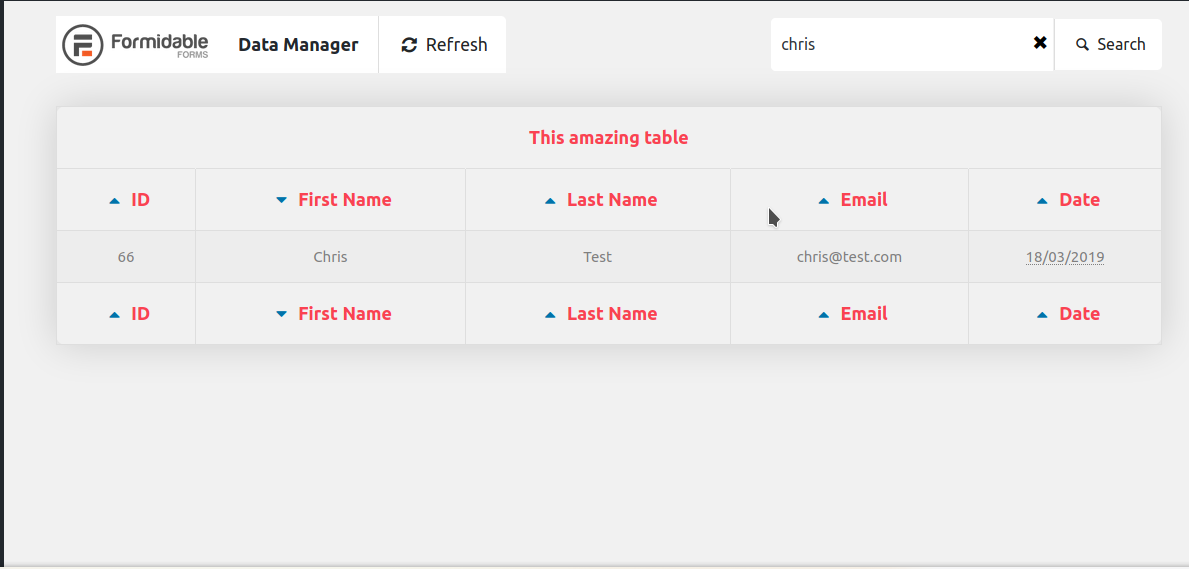 Formidable FORMS Data Manager Refresh chris Search
This amazing table
ID First Name Last Name Email Date
66 Chris Test chris@test.com 18/03/2019
ID First Name Last Name Email Date